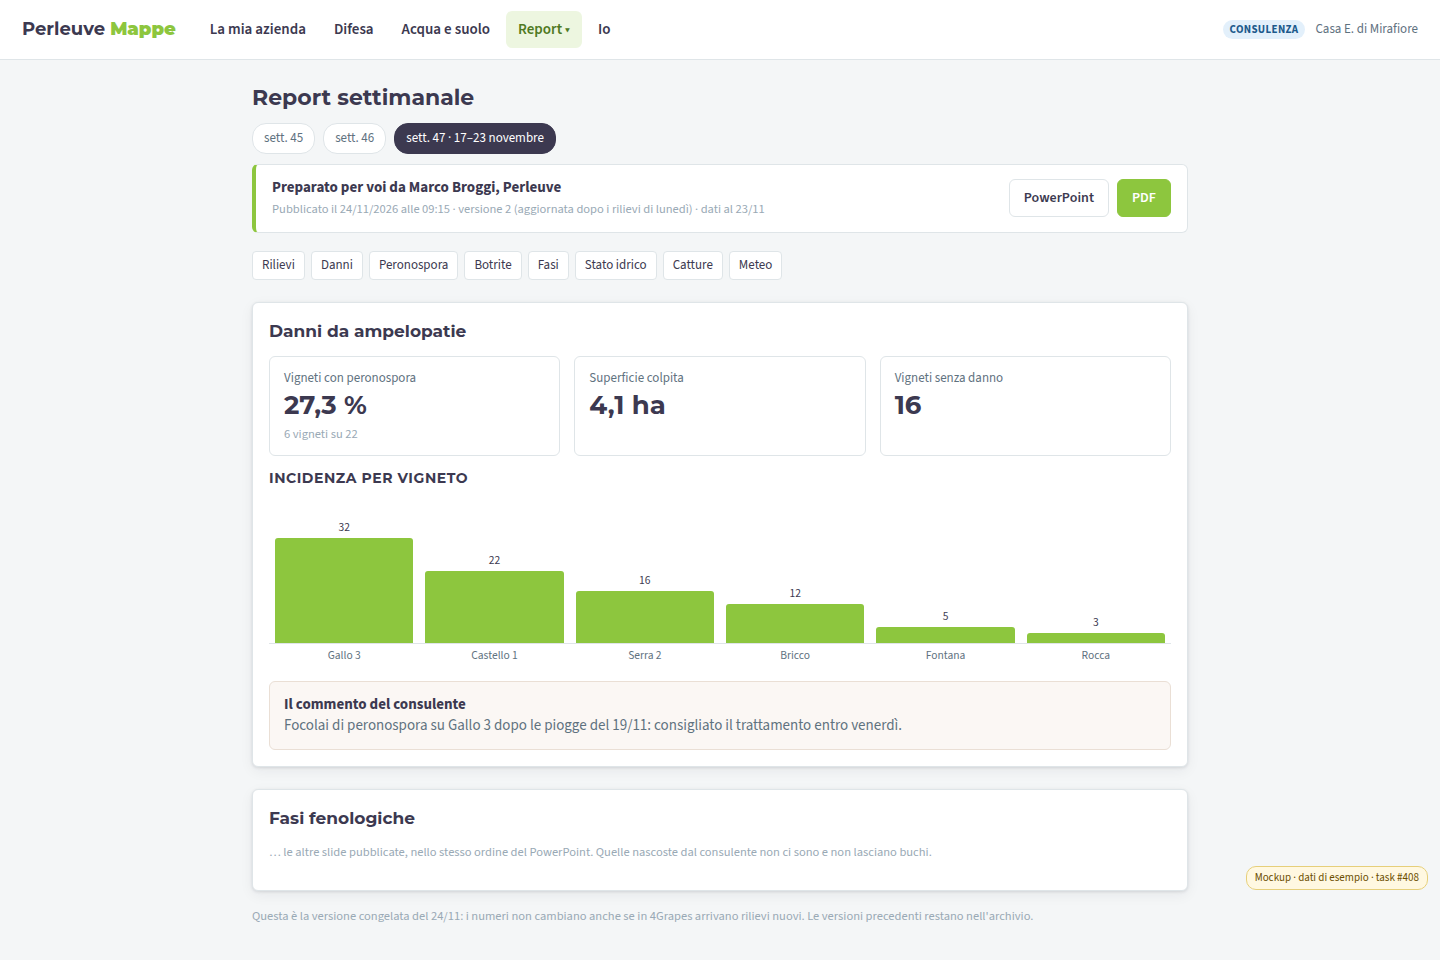 Perleuve Mappe
La mia azienda
Difesa
Acqua e suolo
Report ▾
Io
CONSULENZA
Casa E. di Mirafiore
Report settimanale
sett. 45
sett. 46
sett. 47 · 17–23 novembre
Preparato per voi da Marco Broggi, Perleuve
Pubblicato il 24/11/2026 alle 09:15 · versione 2 (aggiornata dopo i rilievi di lunedì) · dati al 23/11
PowerPoint
PDF
Rilievi
Danni
Peronospora
Botrite
Fasi
Stato idrico
Catture
Meteo
Danni da ampelopatie
Vigneti con peronospora
27,3 %
6 vigneti su 22
Superficie colpita
4,1 ha
Vigneti senza danno
16
INCIDENZA PER VIGNETO
32
22
16
12
5
3
Gallo 3
Castello 1
Serra 2
Bricco
Fontana
Rocca
Il commento del consulente
Focolai di peronospora su Gallo 3 dopo le piogge del 19/11: consigliato il trattamento entro venerdì.
Fasi fenologiche
… le altre slide pubblicate, nello stesso ordine del PowerPoint. Quelle nascoste dal consulente non ci sono e non lasciano buchi.
Mockup · dati di esempio · task #408
Questa è la versione congelata del 24/11: i numeri non cambiano anche se in 4Grapes arrivano rilievi nuovi. Le versioni precedenti restano nell'archivio.